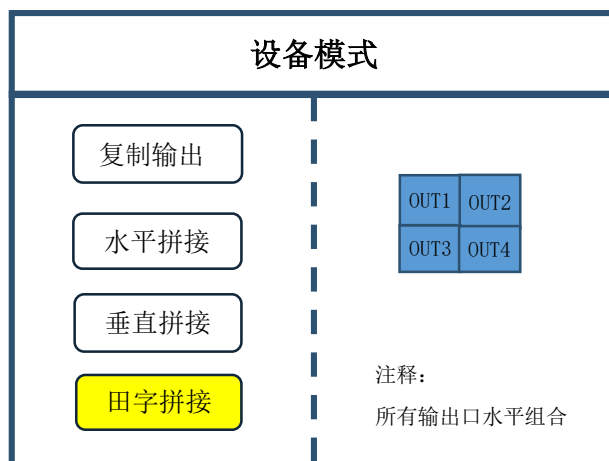 设备模式
复制输出
水平拼接
垂直拼接
田字拼接
OUT1 OUT2
OUT3 OUT4
注释：
所有输出口水平组合